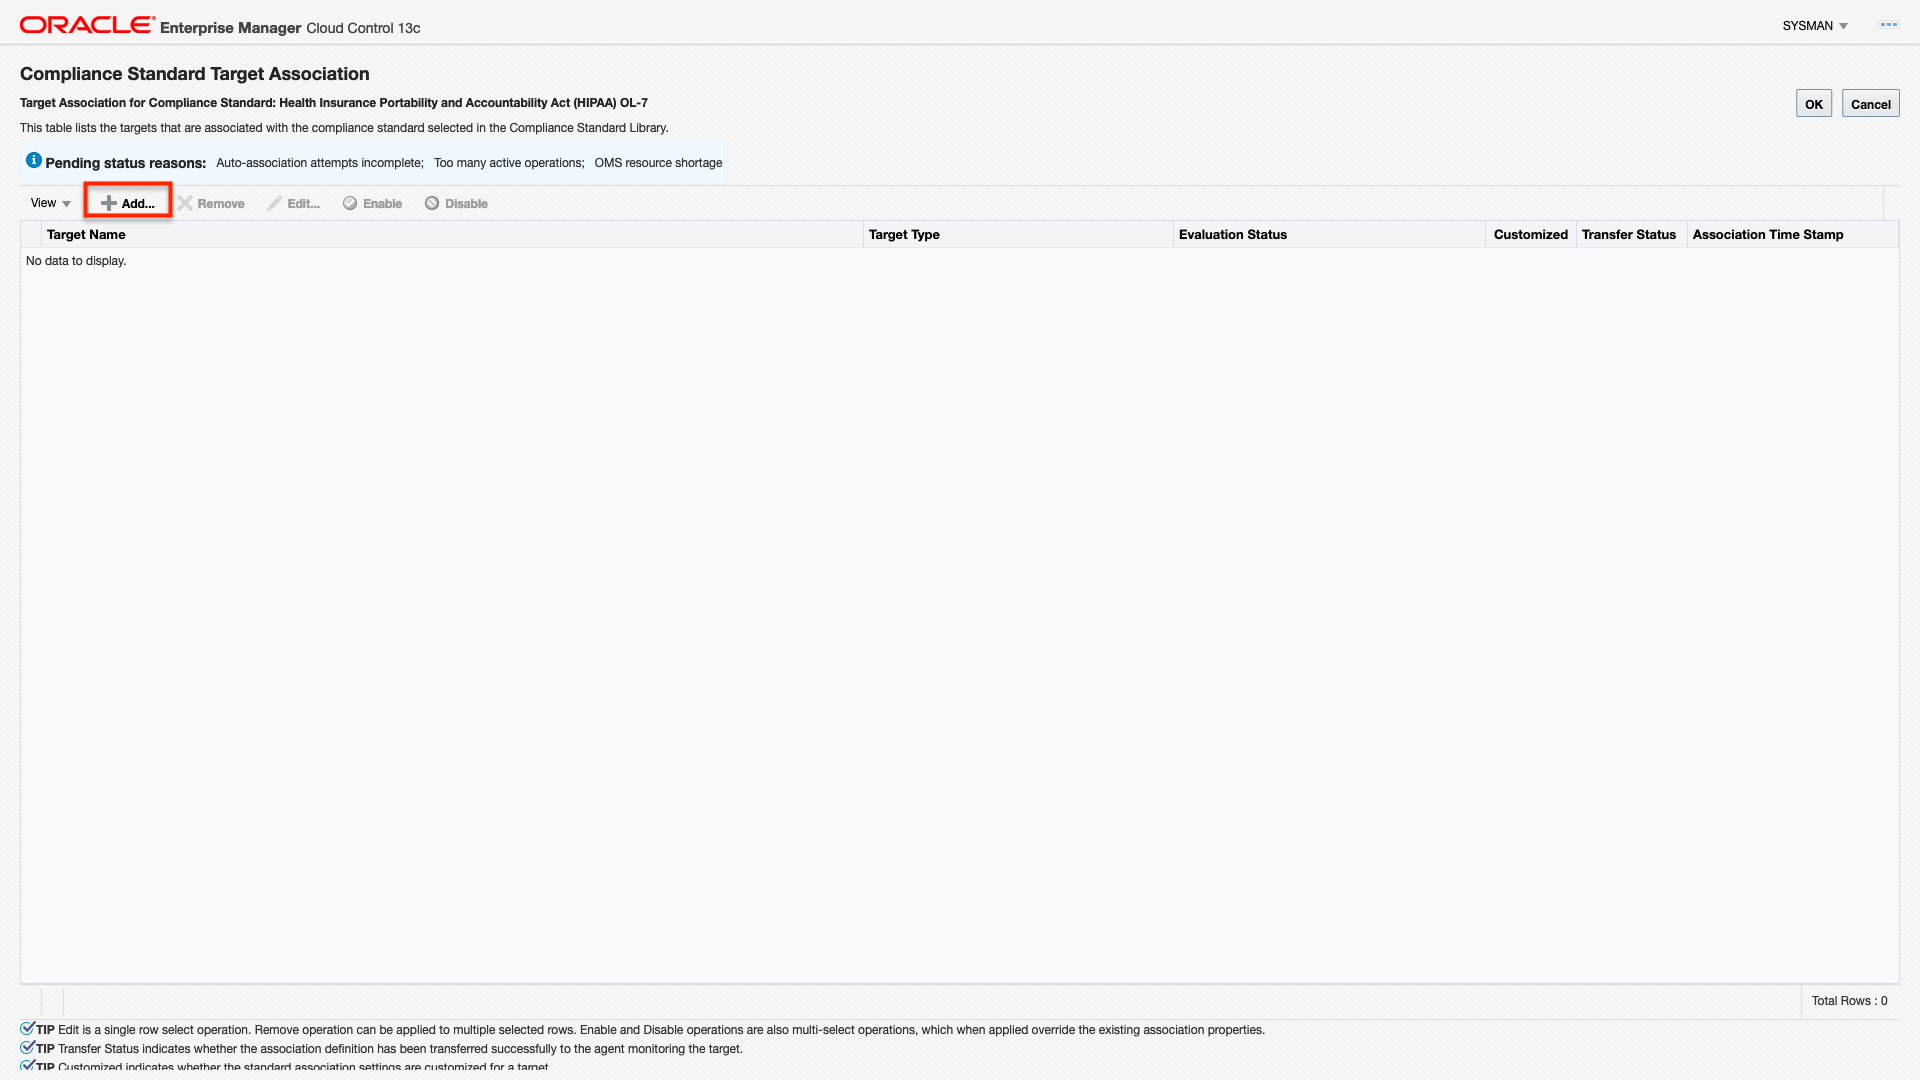 ORACLE Enterprise Manager Cloud Control 13c
SYSMAN
Compliance Standard Target Association
Target Association for Compliance Standard: Health Insurance Portability and Accountability Act (HIPAA) OL-7
OK Cancel
This table lists the targets that are associated with the compliance standard selected in the Compliance Standard Library.
Pending status reasons: Auto-association attempts incomplete; Too many active operations; OMS resource shortage
View Add... Remove Edit... Enable Disable
Target Name Target Type Evaluation Status Customized Transfer Status Association Time Stamp
No data to display.
Total Rows : 0
TIP Edit is a single row select operation. Remove operation can be applied to multiple selected rows. Enable and Disable operations are also multi-select operations, which when applied override the existing association properties.
TIP Transfer Status indicates whether the association definition has been transferred successfully to the agent monitoring the target.
TIP Customized indicates whether the standard association settings are customized for a target